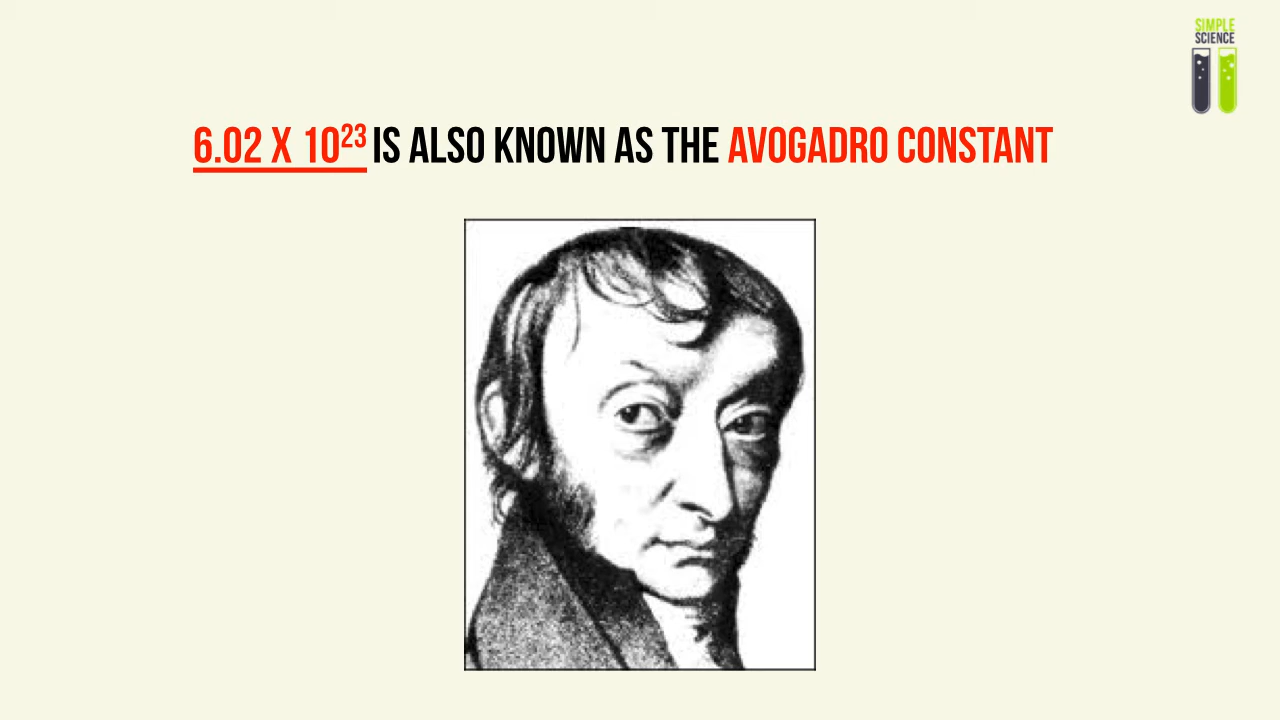 SIMPLE
SCIENCE
6.02 X 10²³ IS ALSO KNOWN AS THE AVOGADRO CONSTANT